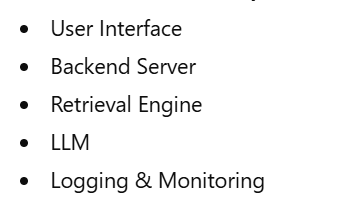 • User Interface
• Backend Server
• Retrieval Engine
• LLM
• Logging & Monitoring